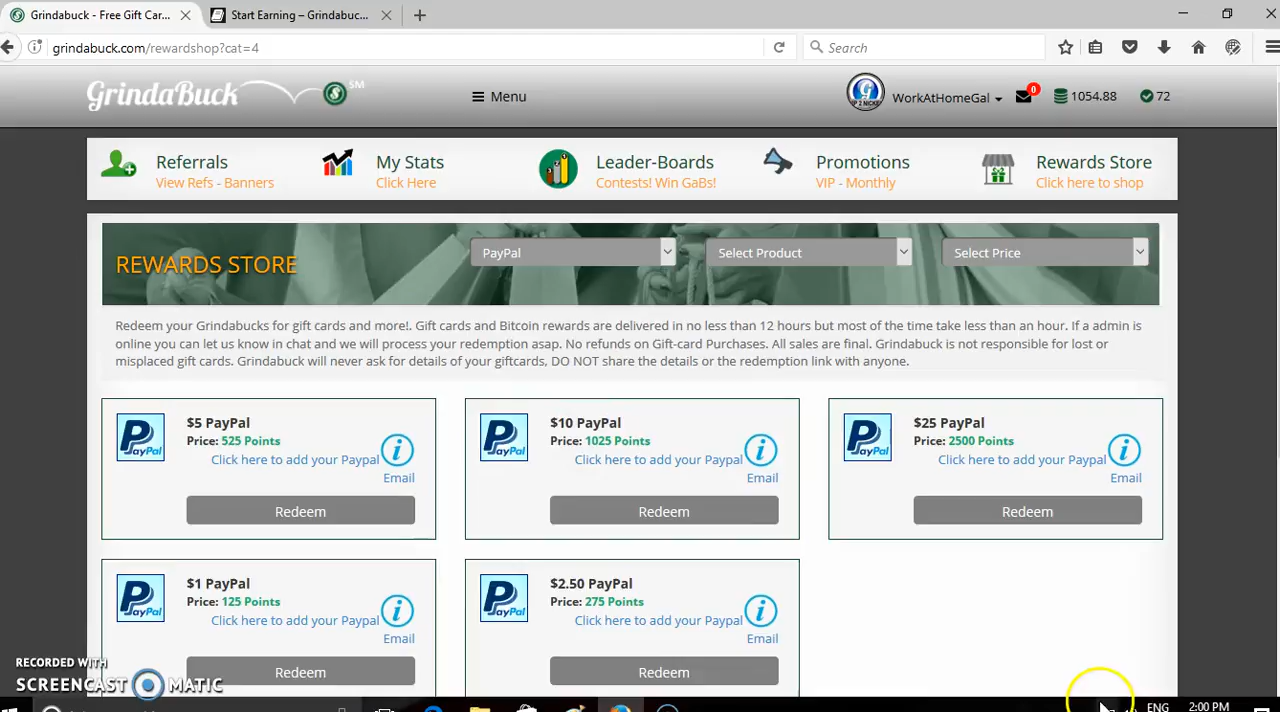 Grindabuck - Free Gift Car...
Start Earning – Grindabuc...
grindabuck.com/rewardshop?cat=4
Search
GrindaBuck
SM
Menu
WorkAtHomeGal
0
1054.88
72
Referrals
View Refs - Banners
My Stats
Click Here
Leader-Boards
Contests! Win GaBs!
Promotions
VIP - Monthly
Rewards Store
Click here to shop
REWARDS STORE
PayPal
Select Product
Select Price
Redeem your Grindabucks for gift cards and more!. Gift cards and Bitcoin rewards are delivered in no less than 12 hours but most of the time take less than an hour. If a admin is
online you can let us know in chat and we will process your redemption asap. No refunds on Gift-card Purchases. All sales are final. Grindabuck is not responsible for lost or
misplaced gift cards. Grindabuck will never ask for details of your giftcards, DO NOT share the details or the redemption link with anyone.
PayPal
$5 PayPal
Price: 525 Points
Click here to add your Paypal
Email
Redeem
PayPal
$10 PayPal
Price: 1025 Points
Click here to add your Paypal
Email
Redeem
PayPal
$25 PayPal
Price: 2500 Points
Click here to add your Paypal
Email
Redeem
PayPal
$1 PayPal
Price: 125 Points
Click here to add your Paypal
Email
Redeem
PayPal
$2.50 PayPal
Price: 275 Points
Click here to add your Paypal
Email
Redeem
RECORDED WITH
SCREENCAST MATIC
ENG
2:00 PM